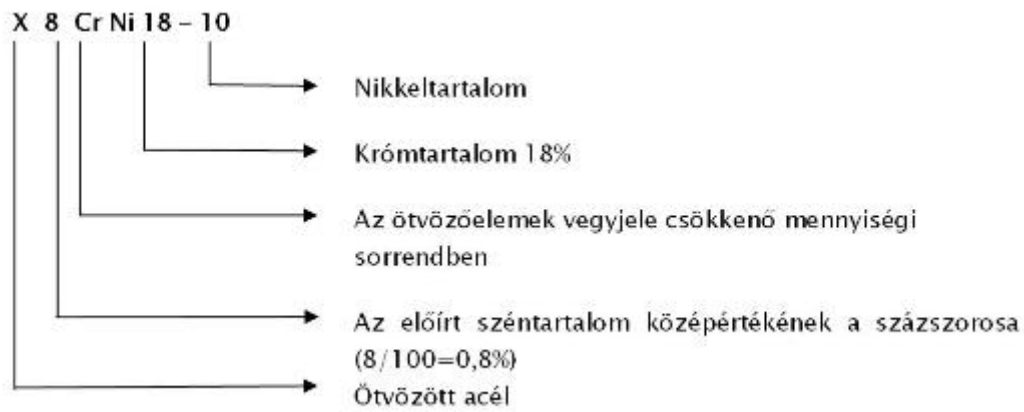 X 8 Cr Ni 18 – 10
Nikkeltartalom
Krómtartalom 18%
Az ötvözőelemek vegyjele csökkenő mennyiségi
sorrendben
Az előírt széntartalom középértékének a százszorosa
(8/100=0,8%)
Ötvözött acél